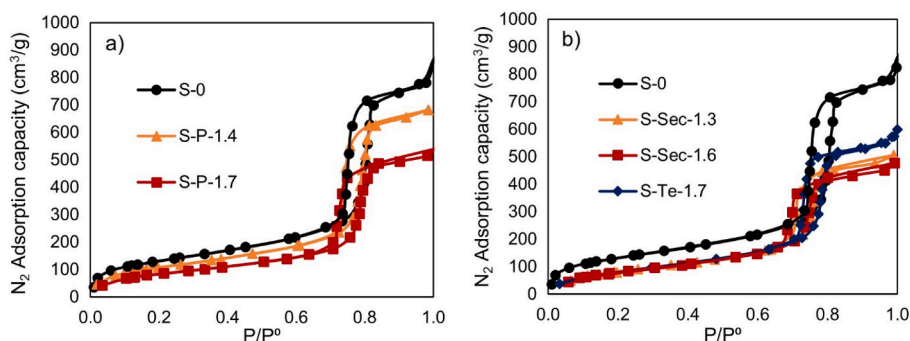 a)
N₂ Adsorption capacity (cm³/g)
1000
900
800
700
600
500
400
300
200
100
0
S-0
S-P-1.4
S-P-1.7
0.0 0.2 0.4 0.6 0.8 1.0
P/Pº
b)
N₂ Adsorption capacity (cm³/g)
1000
900
800
700
600
500
400
300
200
100
0
S-0
S-Sec-1.3
S-Sec-1.6
S-Te-1.7
0.0 0.2 0.4 0.6 0.8 1.0
P/Pº